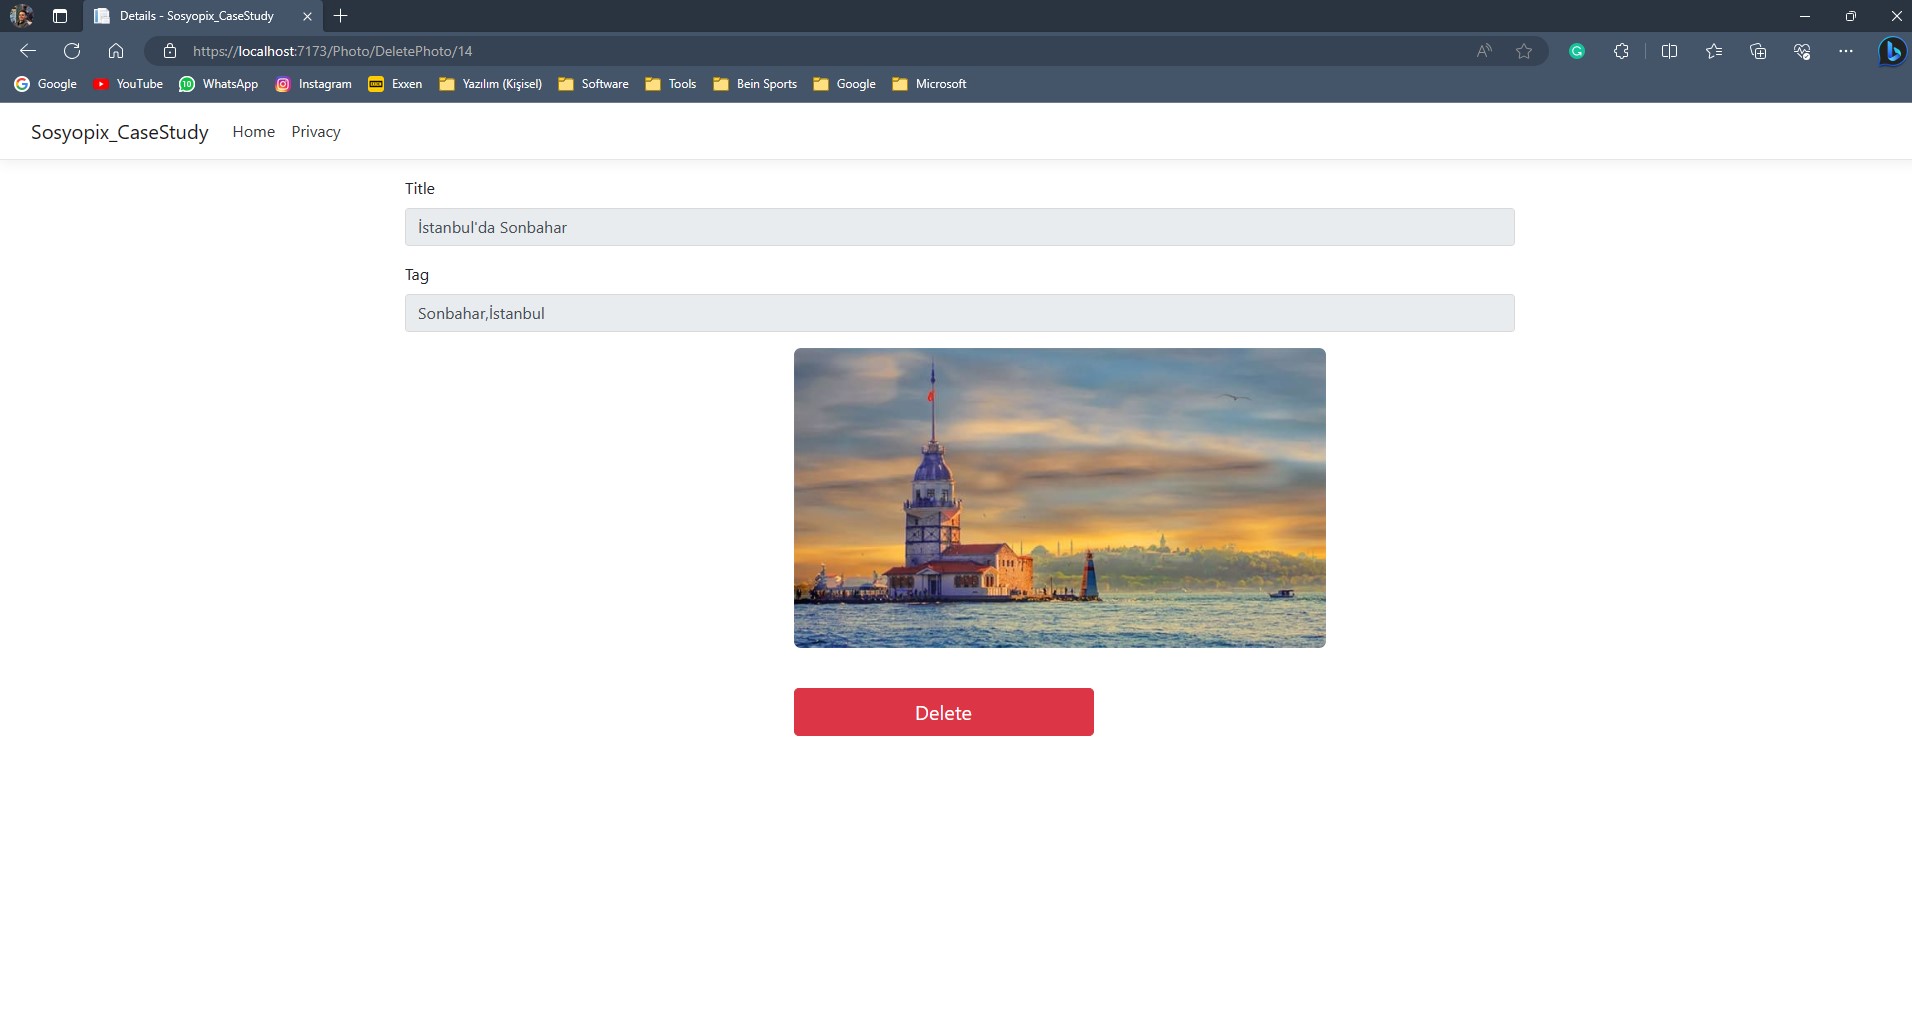 Details - Sosyopix_CaseStudy
https://localhost:7173/Photo/DeletePhoto/14
Google YouTube 10 WhatsApp Instagram Exxen Yazılım (Kişisel) Software Tools Bein Sports Google Microsoft
Sosyopix_CaseStudy Home Privacy
Title
İstanbul'da Sonbahar
Tag
Sonbahar,İstanbul
Delete